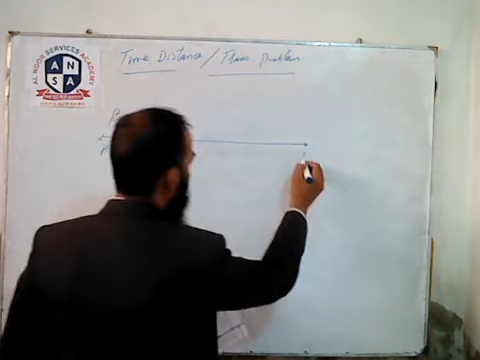 AL NOOR SERVICES ACADEMY
A N
S A
Time Distance / Train Problem
P